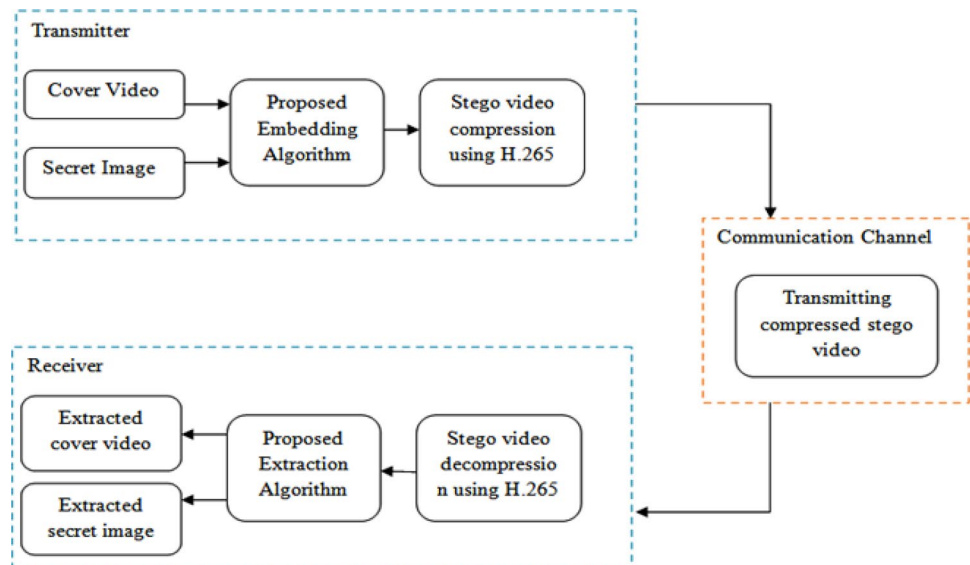 Transmitter
Cover Video
Secret Image
Proposed
Embedding
Algorithm
Stego video
compression
using H.265
Communication Channel
Transmitting
compressed stego
video
Receiver
Extracted
cover video
Extracted
secret image
Proposed
Extraction
Algorithm
Stego video
decompressio
n using H.265